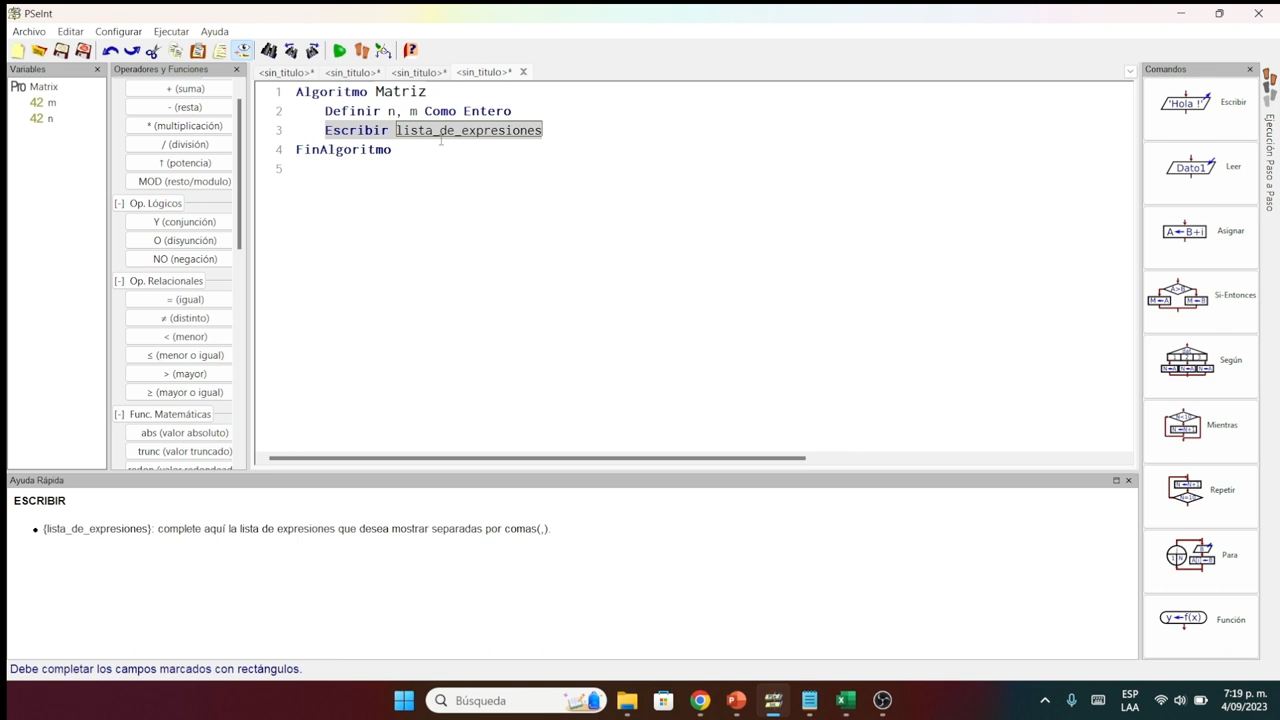 PSeInt
Archivo Editar Configurar Ejecutar Ayuda
Variables
Matrix
42 m
42 n
Operadores y Funciones
+ (suma)
- (resta)
* (multiplicación)
/ (división)
↑ (potencia)
MOD (resto/modulo)
[-] Op. Lógicos
Y (conjunción)
O (disyunción)
NO (negación)
[-] Op. Relacionales
= (igual)
≠ (distinto)
< (menor)
≤ (menor o igual)
> (mayor)
≥ (mayor o igual)
[-] Func. Matemáticas
abs (valor absoluto)
trunc (valor truncado)
<sin_titulo>* <sin_titulo>* <sin_titulo>* <sin_titulo>*
1 Algoritmo Matriz
2 Definir n, m Como Entero
3 Escribir lista_de_expresiones
4 FinAlgoritmo
5
Comandos
'Hola !' Escribir
Dato1 Leer
A←B+i Asignar
Si-Entonces
Según
Mientras
Repetir
Para
y←f(x) Función
Ejecución Paso a Paso
Ayuda Rápida
ESCRIBIR
{lista_de_expresiones}: complete aquí la lista de expresiones que desea mostrar separadas por comas(,).
Debe completar los campos marcados con rectángulos.
Búsqueda
ESP
LAA
7:19 p. m.
4/09/2023